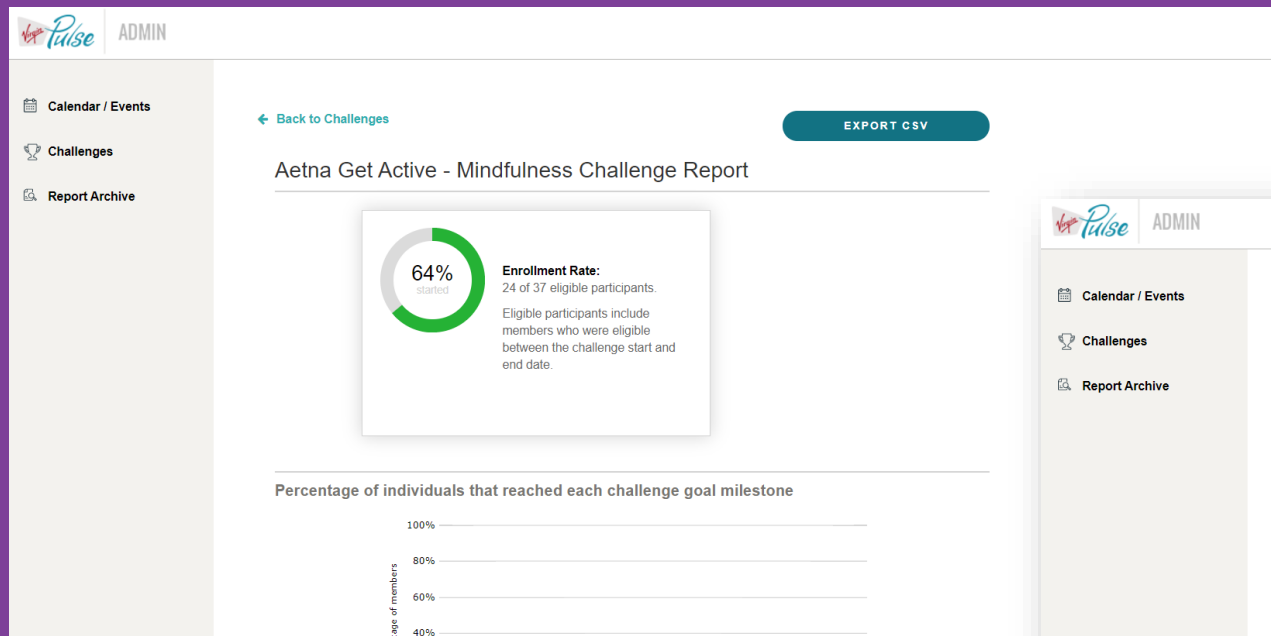 Virgin Pulse ADMIN
Calendar / Events
Challenges
Report Archive
Back to Challenges
EXPORT CSV
Aetna Get Active - Mindfulness Challenge Report
64%
started
Enrollment Rate:
24 of 37 eligible participants.
Eligible participants include
members who were eligible
between the challenge start and
end date.
Percentage of individuals that reached each challenge goal milestone
100%
80%
60%
40%
of members
Virgin Pulse ADMIN
Calendar / Events
Challenges
Report Archive